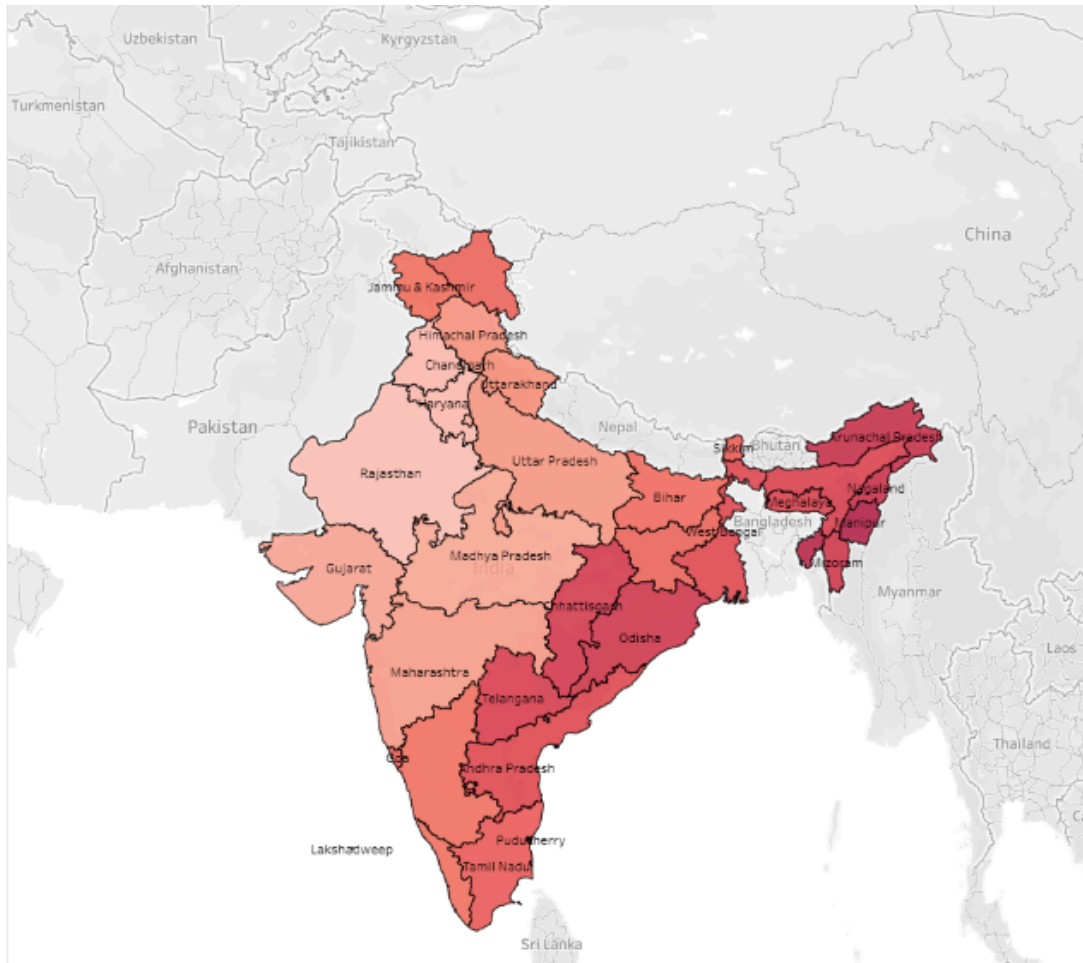 Uzbekistan
Kyrgyzstan
Turkmenistan
Tajikistan
China
Afghanistan
Jammu & Kashmir
Himachal Pradesh
Chandigarh
Uttarakhand
Haryana
Pakistan
Nepal
Sikkim
Bhutan
Arunachal Pradesh
Rajasthan
Uttar Pradesh
Bihar
Nagaland
Meghalaya
Bangladesh
Manipur
West Bengal
Madhya Pradesh
India
Gujarat
Mizoram
Myanmar
Chhattisgarh
Odisha
Laos
Maharashtra
Telangana
Thailand
Goa
Andhra Pradesh
Puducherry
Lakshadweep
Tamil Nadu
Sri Lanka